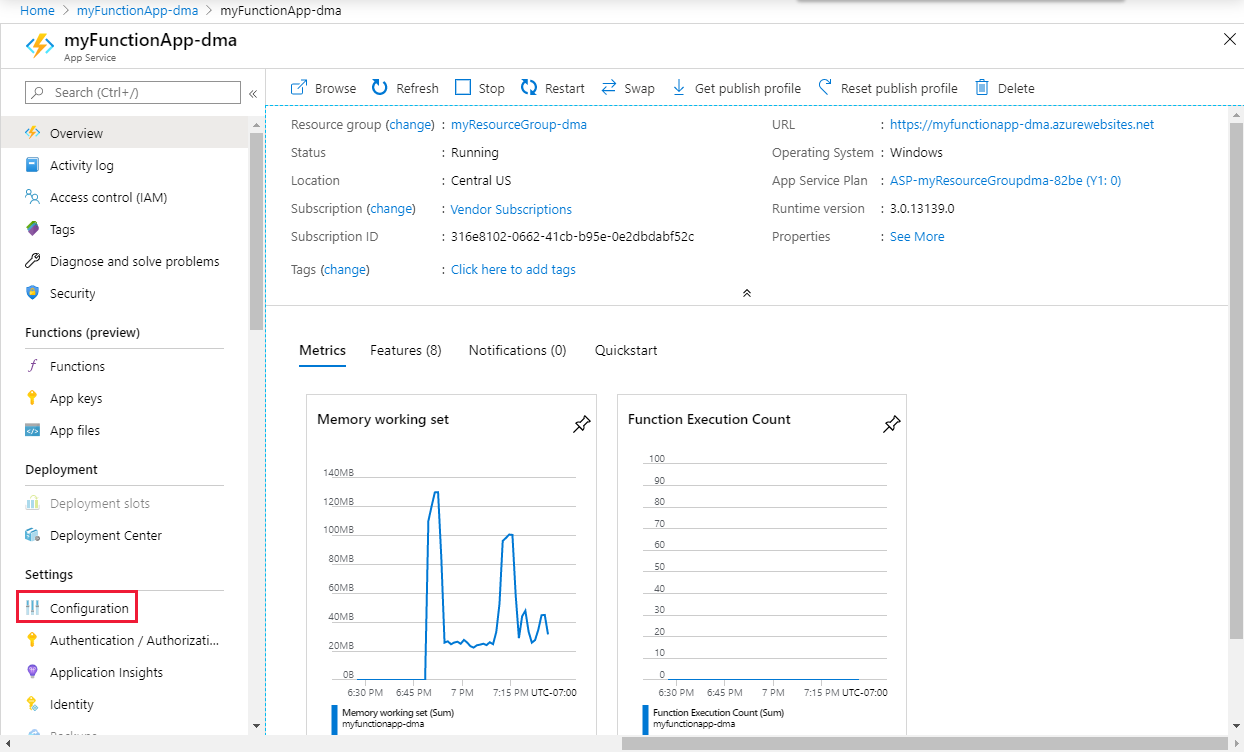 Home > myFunctionApp-dma > myFunctionApp-dma
myFunctionApp-dma
App Service
Search (Ctrl+/)
«
Overview
Activity log
Access control (IAM)
Tags
Diagnose and solve problems
Security
Functions (preview)
Functions
App keys
App files
Deployment
Deployment slots
Deployment Center
Settings
Configuration
Authentication / Authorizati...
Application Insights
Identity
Backups
Browse Refresh Stop Restart Swap Get publish profile Reset publish profile Delete
Resource group (change) : myResourceGroup-dma
Status : Running
Location : Central US
Subscription (change) : Vendor Subscriptions
Subscription ID : 316e8102-0662-41cb-b95e-0e2dbdabf52c
Tags (change) : Click here to add tags
URL : https://myfunctionapp-dma.azurewebsites.net
Operating System : Windows
App Service Plan : ASP-myResourceGroupdma-82be (Y1: 0)
Runtime version : 3.0.13139.0
Properties : See More
Metrics Features (8) Notifications (0) Quickstart
Memory working set
140MB
120MB
100MB
80MB
60MB
40MB
20MB
0B
6:30 PM 6:45 PM 7 PM 7:15 PM UTC-07:00
Memory working set (Sum)
myfunctionapp-dma
Function Execution Count
100
90
80
70
60
50
40
30
20
10
0
6:30 PM 6:45 PM 7 PM 7:15 PM UTC-07:00
Function Execution Count (Sum)
myfunctionapp-dma